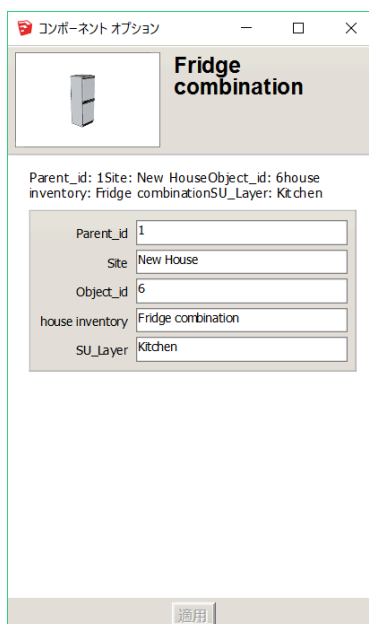 コンポーネント オプション
Fridge
combination
Parent_id: 1Site: New HouseObject_id: 6house
inventory: Fridge combinationSU_Layer: Kitchen
Parent_id 1
Site New House
Object_id 6
house inventory Fridge combination
SU_Layer Kitchen
適用